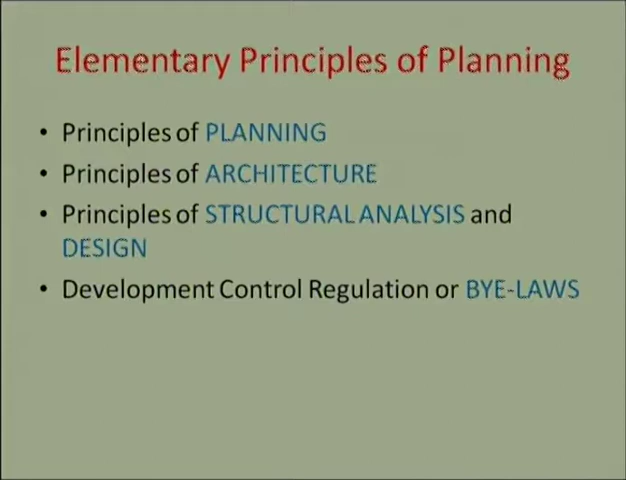 Elementary Principles of Planning
• Principles of PLANNING
• Principles of ARCHITECTURE
• Principles of STRUCTURAL ANALYSIS and
DESIGN
• Development Control Regulation or BYE-LAWS